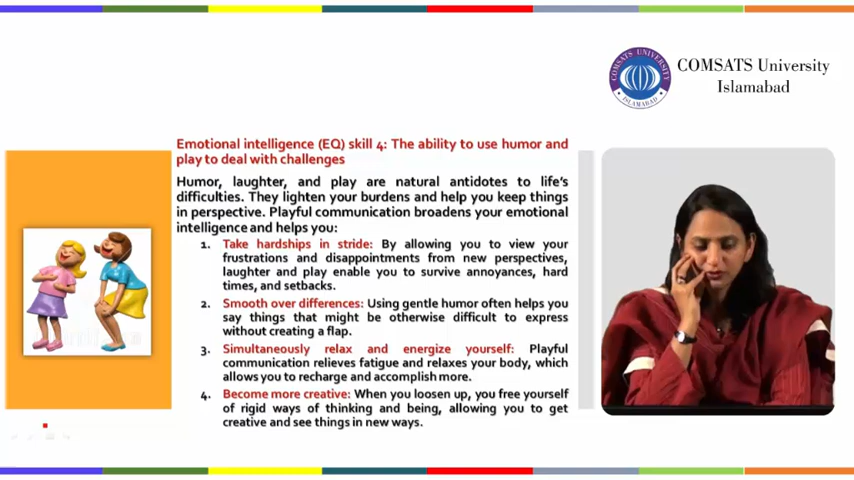 COMSATS University
Islamabad
COMSATS UNIVERSITY
ISLAMABAD
Emotional intelligence (EQ) skill 4: The ability to use humor and
play to deal with challenges
Humor, laughter, and play are natural antidotes to life's
difficulties. They lighten your burdens and help you keep things
in perspective. Playful communication broadens your emotional
intelligence and helps you:
1. Take hardships in stride: By allowing you to view your
frustrations and disappointments from new perspectives,
laughter and play enable you to survive annoyances, hard
times, and setbacks.
2. Smooth over differences: Using gentle humor often helps you
say things that might be otherwise difficult to express
without creating a flap.
3. Simultaneously relax and energize yourself: Playful
communication relieves fatigue and relaxes your body, which
allows you to recharge and accomplish more.
4. Become more creative: When you loosen up, you free yourself
of rigid ways of thinking and being, allowing you to get
creative and see things in new ways.